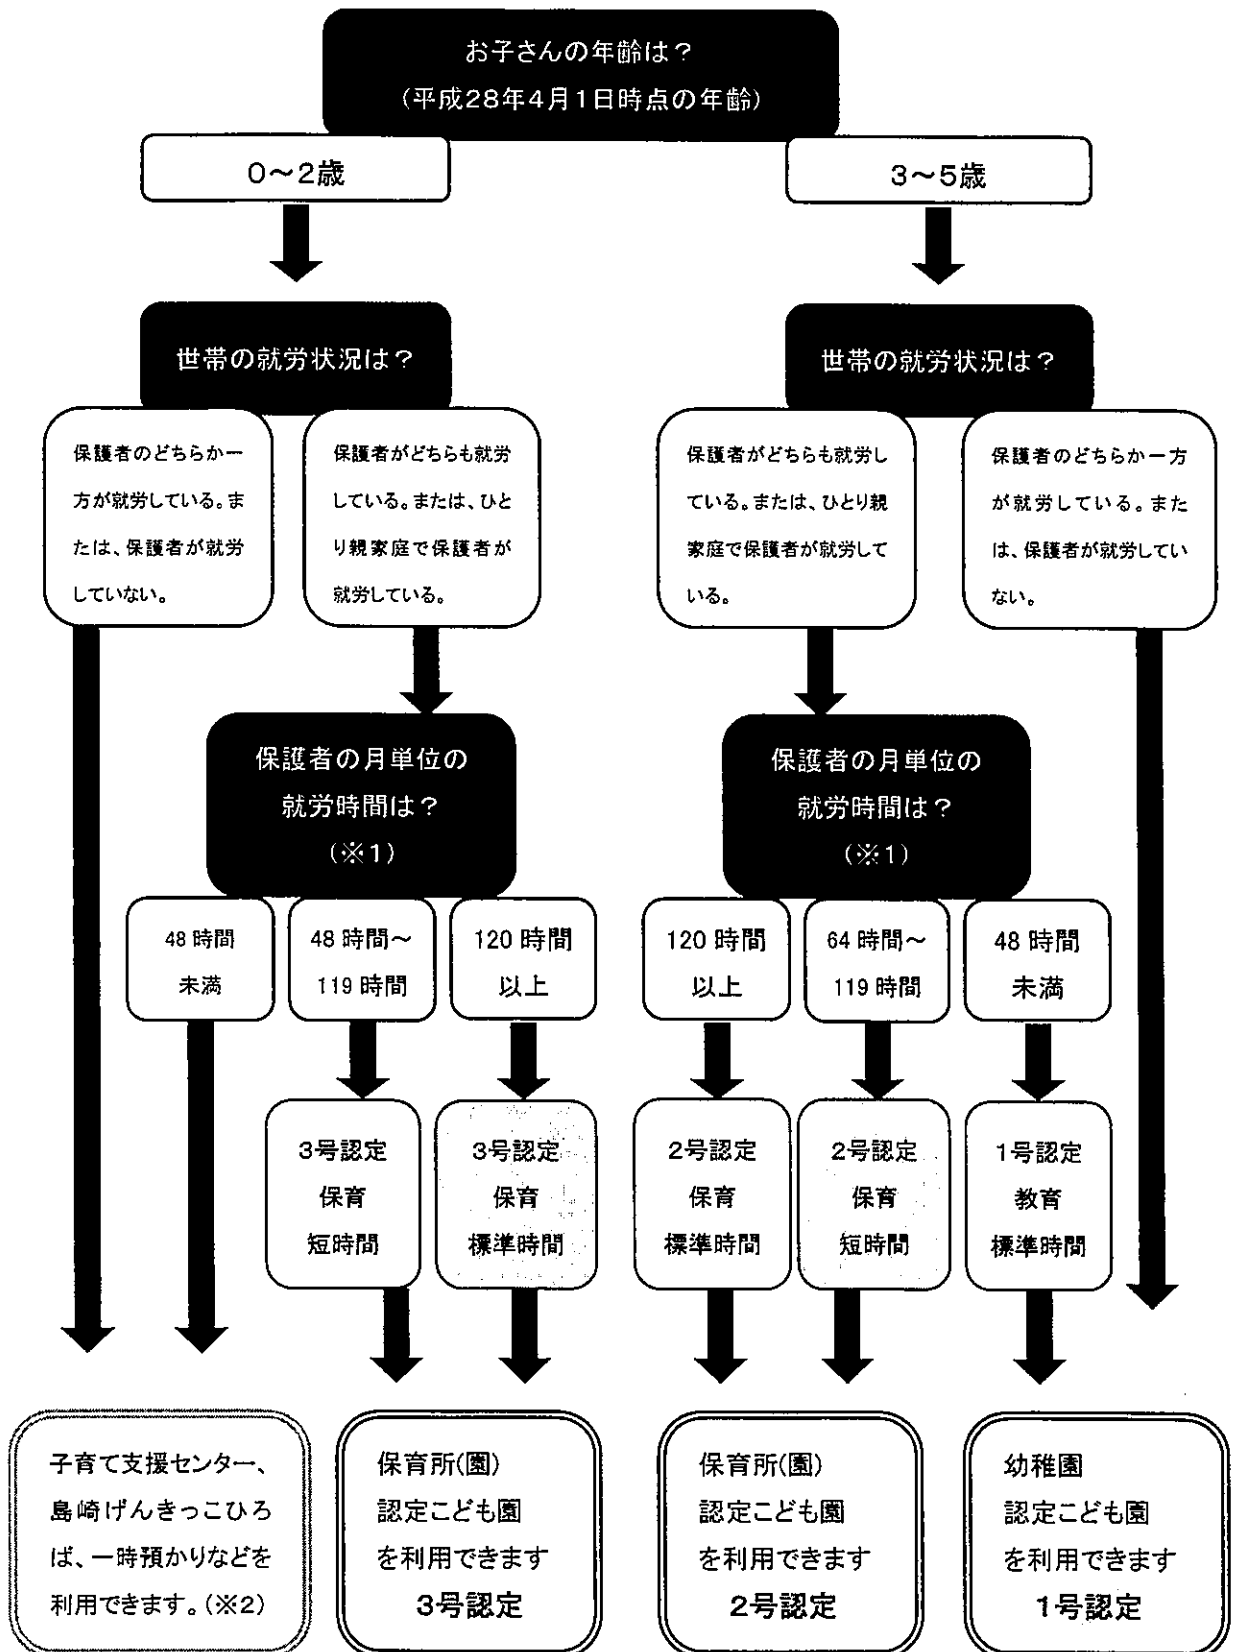 お子さんの年齢は？
(平成28年4月1日時点の年齢)
0～2歳
3～5歳
世帯の就労状況は？
世帯の就労状況は？
保護者のどちらか一
方が就労している。ま
たは、保護者が就労
していない。
保護者がどちらも就労
している。または、ひと
り親家庭で保護者が
就労している。
保護者がどちらも就労し
ている。または、ひとり親
家庭で保護者が就労して
いる。
保護者のどちらか一方
が就労している。また
は、保護者が就労してい
ない。
保護者の月単位の
就労時間は？
(※1)
保護者の月単位の
就労時間は？
(※1)
48時間
未満
48時間～
119時間
120時間
以上
120時間
以上
64時間～
119時間
48時間
未満
3号認定
保育
短時間
3号認定
保育
標準時間
2号認定
保育
標準時間
2号認定
保育
短時間
1号認定
教育
標準時間
子育て支援センター、
島崎げんきっこひろ
ば、一時預かりなどを
利用できます。(※2)
保育所(園)
認定こども園
を利用できます
3号認定
保育所(園)
認定こども園
を利用できます
2号認定
幼稚園
認定こども園
を利用できます
1号認定